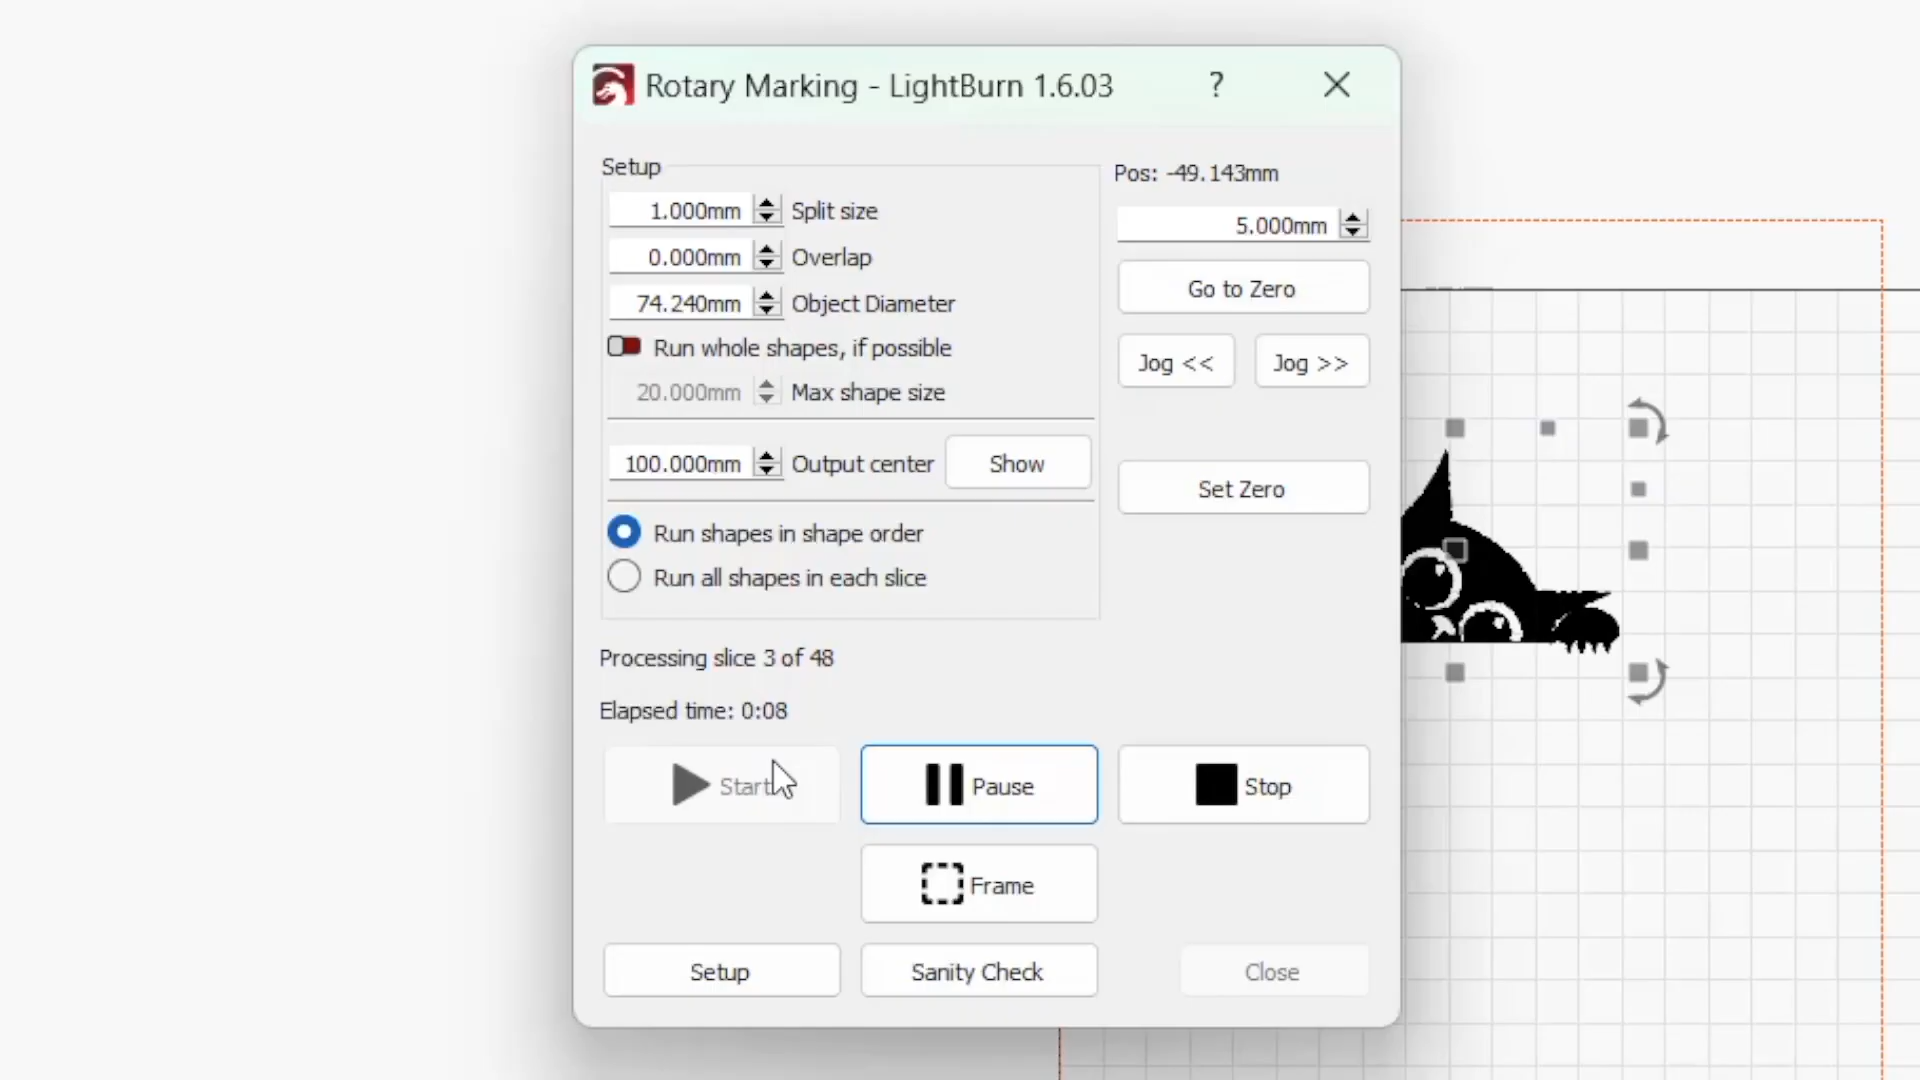 Rotary Marking - LightBurn 1.6.03
?
Setup
1.000mm Split size
0.000mm Overlap
74.240mm Object Diameter
Run whole shapes, if possible
20.000mm Max shape size
100.000mm Output center Show
Run shapes in shape order
Run all shapes in each slice
Pos: -49.143mm
5.000mm
Go to Zero
Jog << Jog >>
Set Zero
Processing slice 3 of 48
Elapsed time: 0:08
Start Pause Stop
Frame
Setup Sanity Check Close